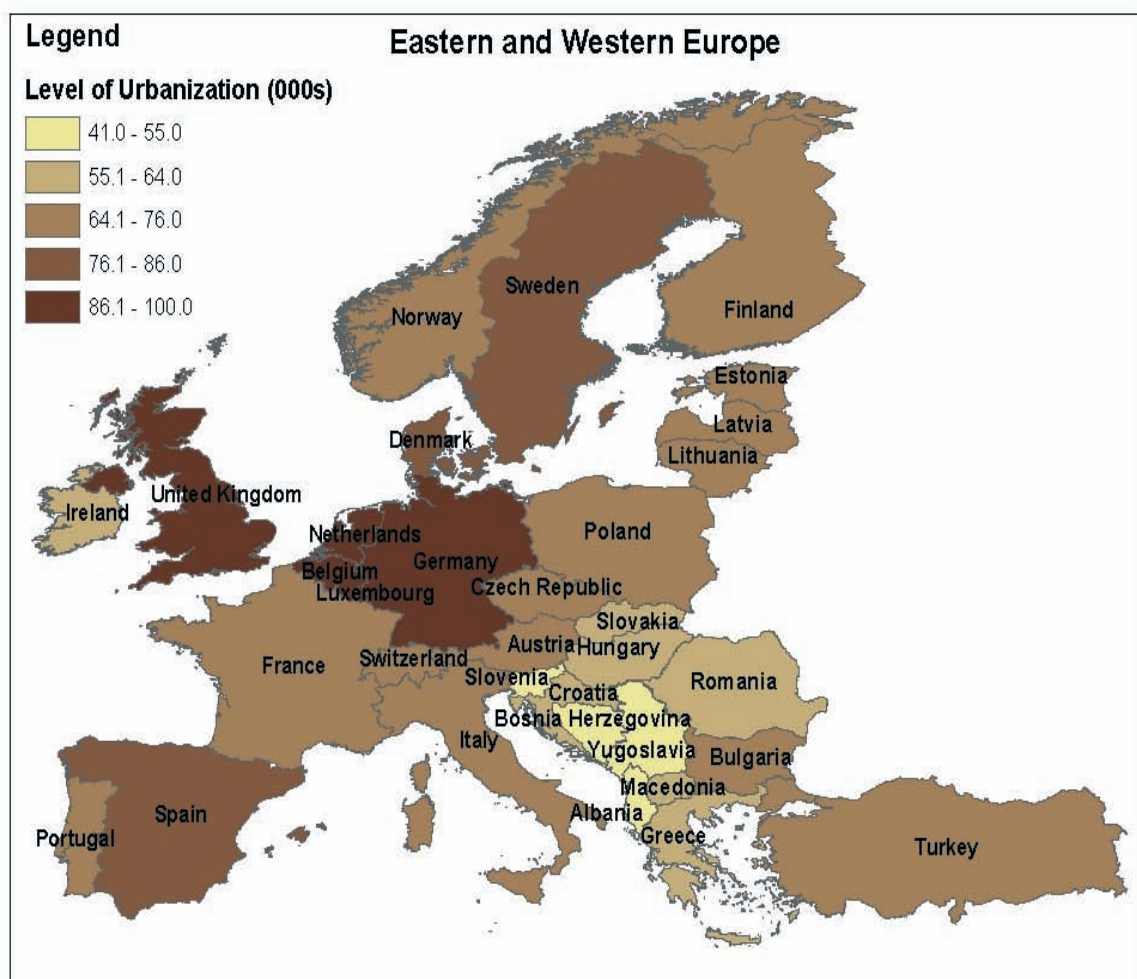 Legend
Eastern and Western Europe
Level of Urbanization (000s)
41.0 - 55.0
55.1 - 64.0
64.1 - 76.0
76.1 - 86.0
86.1 - 100.0
Sweden
Norway
Finland
Estonia
Latvia
Lithuania
Denmark
United Kingdom
Ireland
Netherlands
Belgium
Luxembourg
Germany
Poland
Czech Republic
Slovakia
Austria
Hungary
France
Switzerland
Slovenia
Croatia
Romania
Bosnia Herzegovina
Italy
Yugoslavia
Bulgaria
Macedonia
Albania
Greece
Turkey
Spain
Portugal